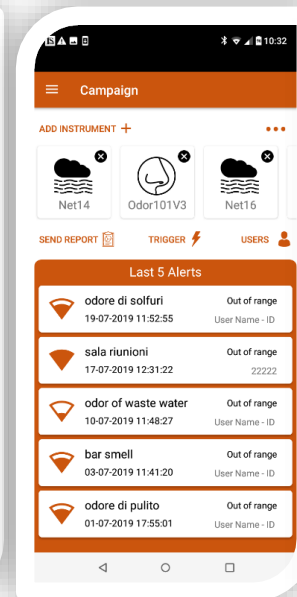 10:32
Campaign
ADD INSTRUMENT +
Net14
Odor101V3
Net16
SEND REPORT
TRIGGER
USERS
Last 5 Alerts
odore di solfuri Out of range
19-07-2019 11:52:55 User Name - ID
sala riunioni Out of range
17-07-2019 12:31:22 22222
odor of waste water Out of range
10-07-2019 11:48:27 User Name - ID
bar smell Out of range
03-07-2019 11:41:20 User Name - ID
odore di pulito Out of range
01-07-2019 17:55:01 User Name - ID